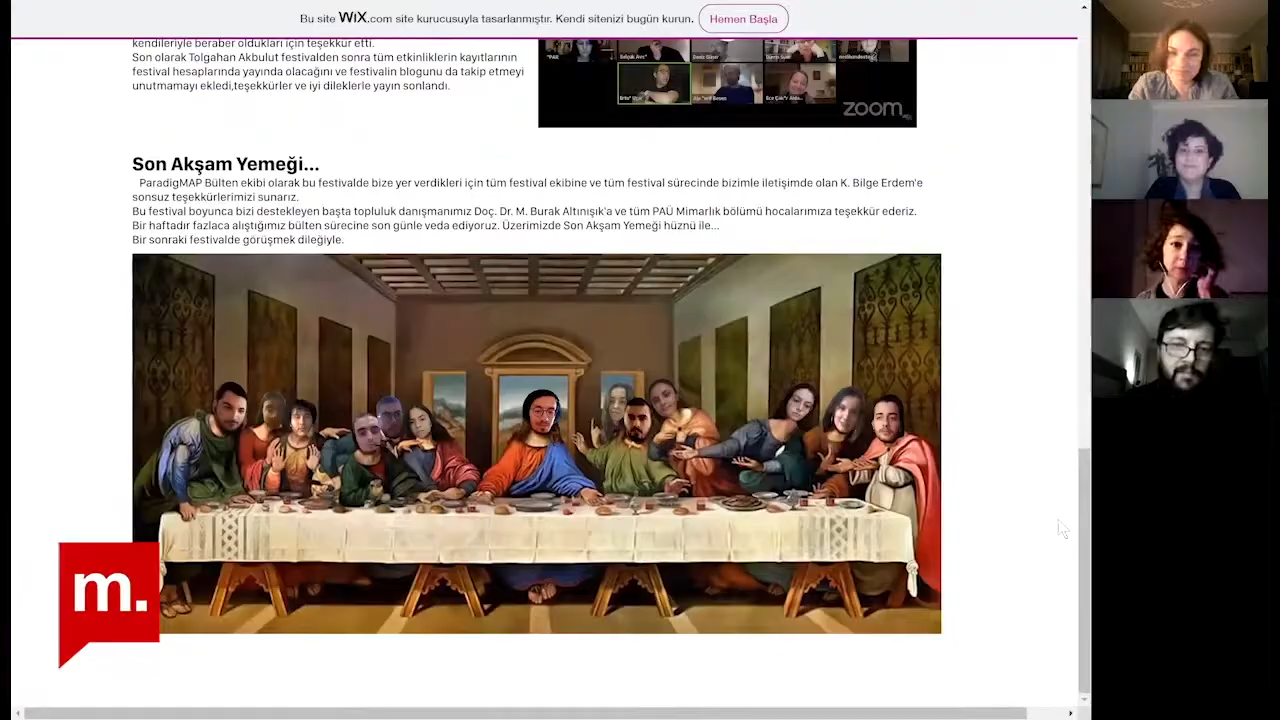 Bu site WiX.com site kurucusuyla tasarlanmıştır. Kendi sitenizi bugün kurun. Hemen Başla
kendileriyle beraber oldukları için teşekkür etti.
Son olarak Tolgahan Akbulut festivalden sonra tüm etkinliklerin kayıtlarının
festival hesaplarında yayında olacağını ve festivalin blogunu da takip etmeyi
unutmamayı ekledi,teşekkürler ve iyi dileklerle yayın sonlandı.
zoom
Son Akşam Yemeği...
ParadigMAP Bülten ekibi olarak bu festivalde bize yer verdikleri için tüm festival ekibine ve tüm festival sürecinde bizimle iletişimde olan K. Bilge Erdem'e
sonsuz teşekkürlerimizi sunarız.
Bu festival boyunca bizi destekleyen başta topluluk danışmanımız Doç. Dr. M. Burak Altınışık'a ve tüm PAÜ Mimarlık bölümü hocalarımıza teşekkür ederiz.
Bir haftadır fazlaca alıştığımız bülten sürecine son günle veda ediyoruz. Üzerimizde Son Akşam Yemeği hüznü ile...
Bir sonraki festivalde görüşmek dileğiyle.
m.